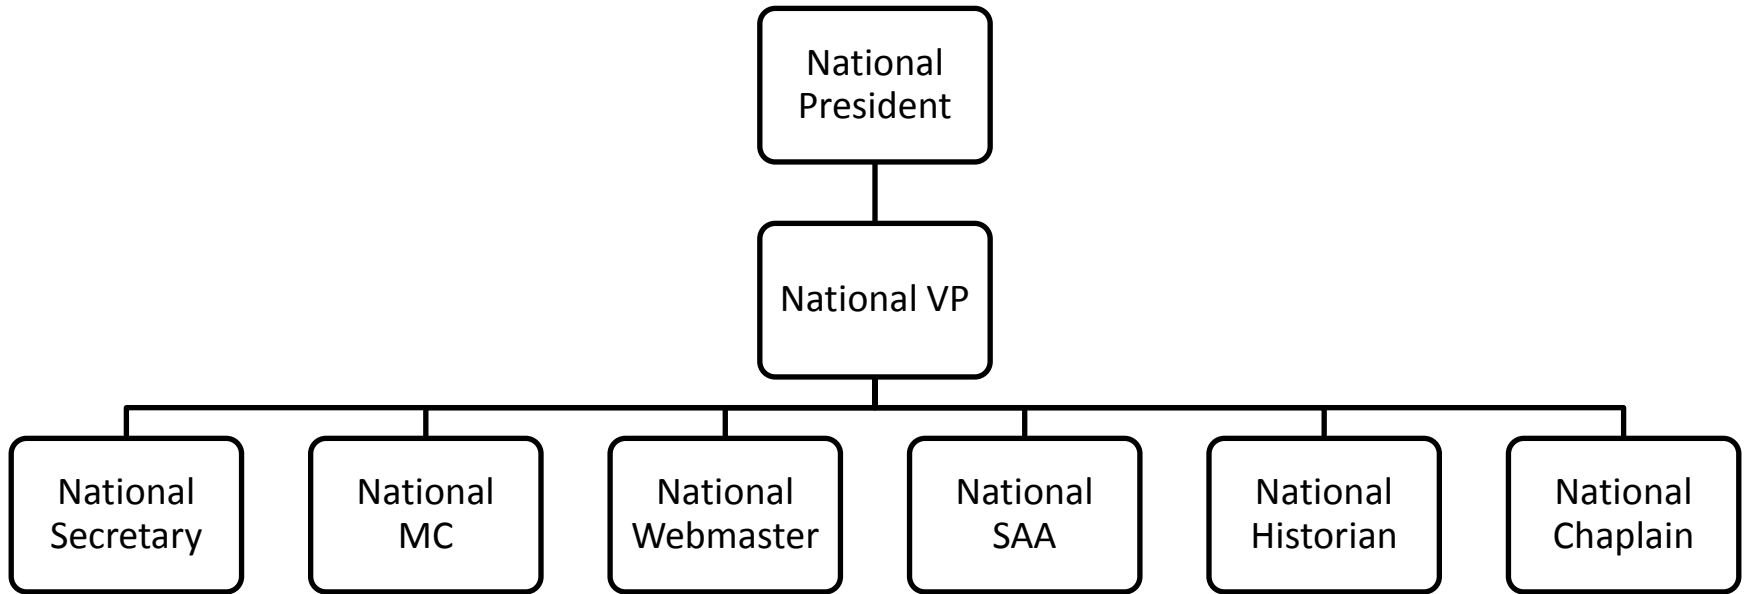 National
President
National VP
National
Secretary
National
MC
National
Webmaster
National
SAA
National
Historian
National
Chaplain